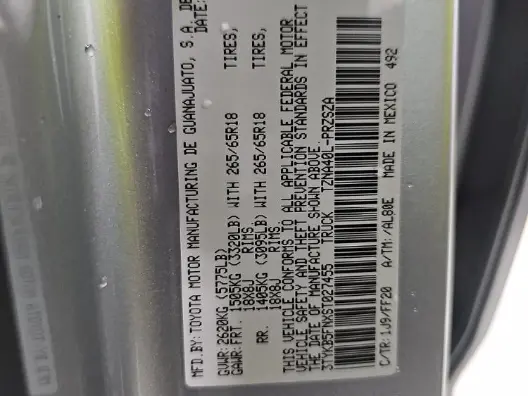 MFD.BY: TOYOTA MOTOR MANUFACTURING DE GUANAJUATO, S.A. DE
DATE:
GVWR: 2620KG (5775LB)
GAWR: FRT. 1505KG (3320LB) WITH 265/65R18 TIRES,
18X8J RIMS.
RR. 1405KG (3095LB) WITH 265/65R18 TIRES,
18X8J RIMS.
THIS VEHICLE CONFORMS TO ALL APPLICABLE FEDERAL MOTOR
VEHICLE SAFETY AND THEFT PREVENTION STANDARDS IN EFFECT
ON THE DATE OF MANUFACTURE SHOWN ABOVE.
TRUCK TZNA40L-PRZSZA
C/TR: 1J9/FF20 A/TM: /AL80E MADE IN MEXICO 492